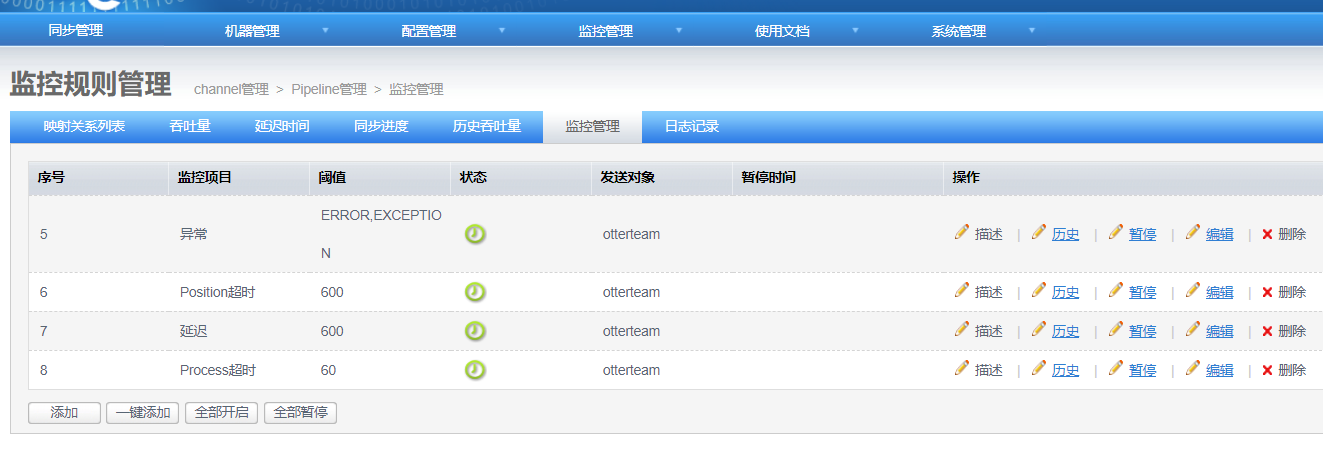 同步管理 机器管理 配置管理 监控管理 使用文档 系统管理
监控规则管理 channel管理 > Pipeline管理 > 监控管理
映射关系列表 吞吐量 延迟时间 同步进度 历史吞吐量 监控管理 日志记录
序号 监控项目 阈值 状态 发送对象 暂停时间 操作
5 异常 ERROR,EXCEPTIO
N otterteam 描述 | 历史 | 暂停 | 编辑 | 删除
6 Position超时 600 otterteam 描述 | 历史 | 暂停 | 编辑 | 删除
7 延迟 600 otterteam 描述 | 历史 | 暂停 | 编辑 | 删除
8 Process超时 60 otterteam 描述 | 历史 | 暂停 | 编辑 | 删除
添加 一键添加 全部开启 全部暂停